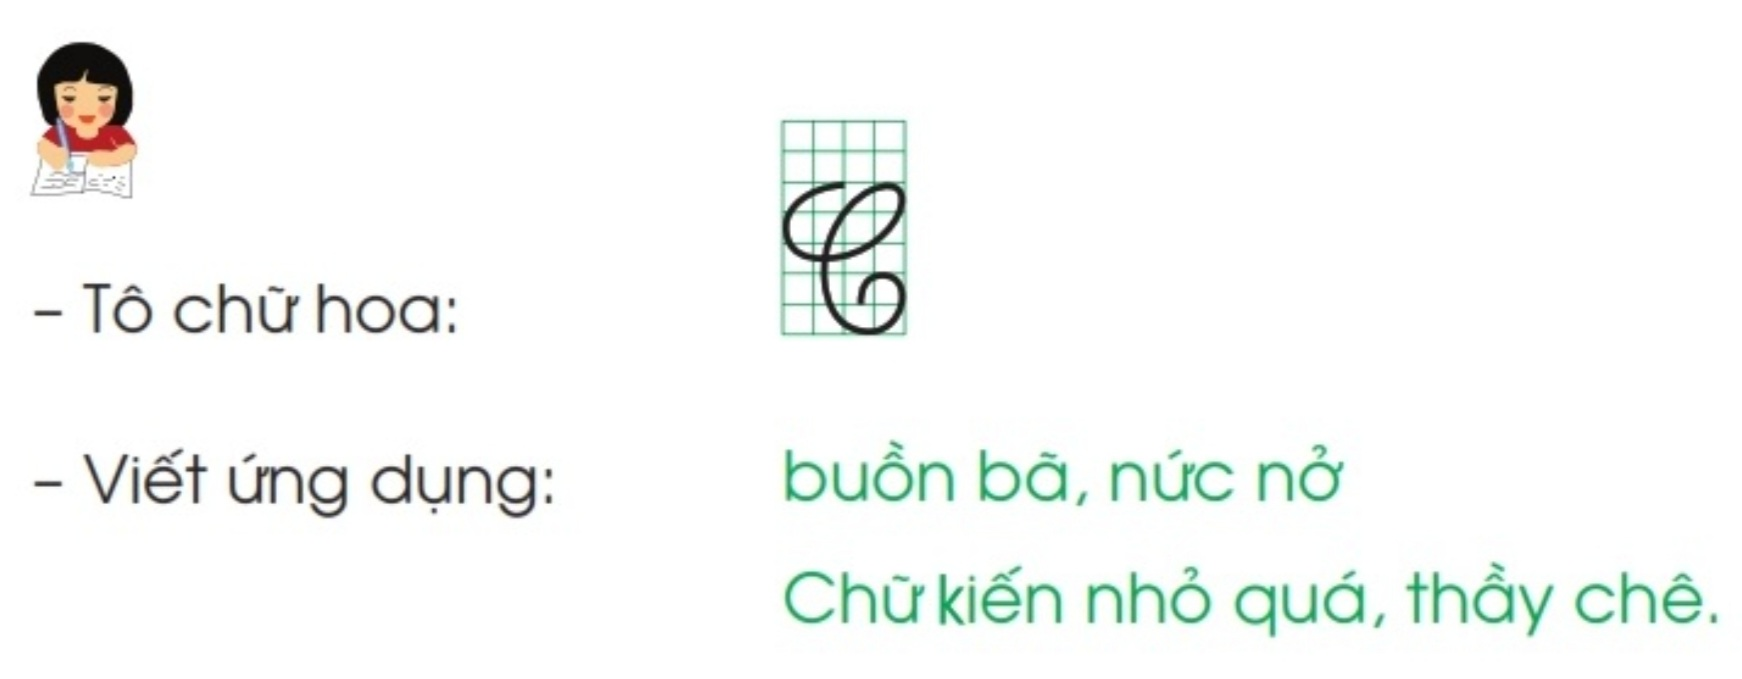 – Tô chữ hoa: C
– Viết ứng dụng: buồn bã, nức nở
Chữ kiến nhỏ quá, thầy chê.